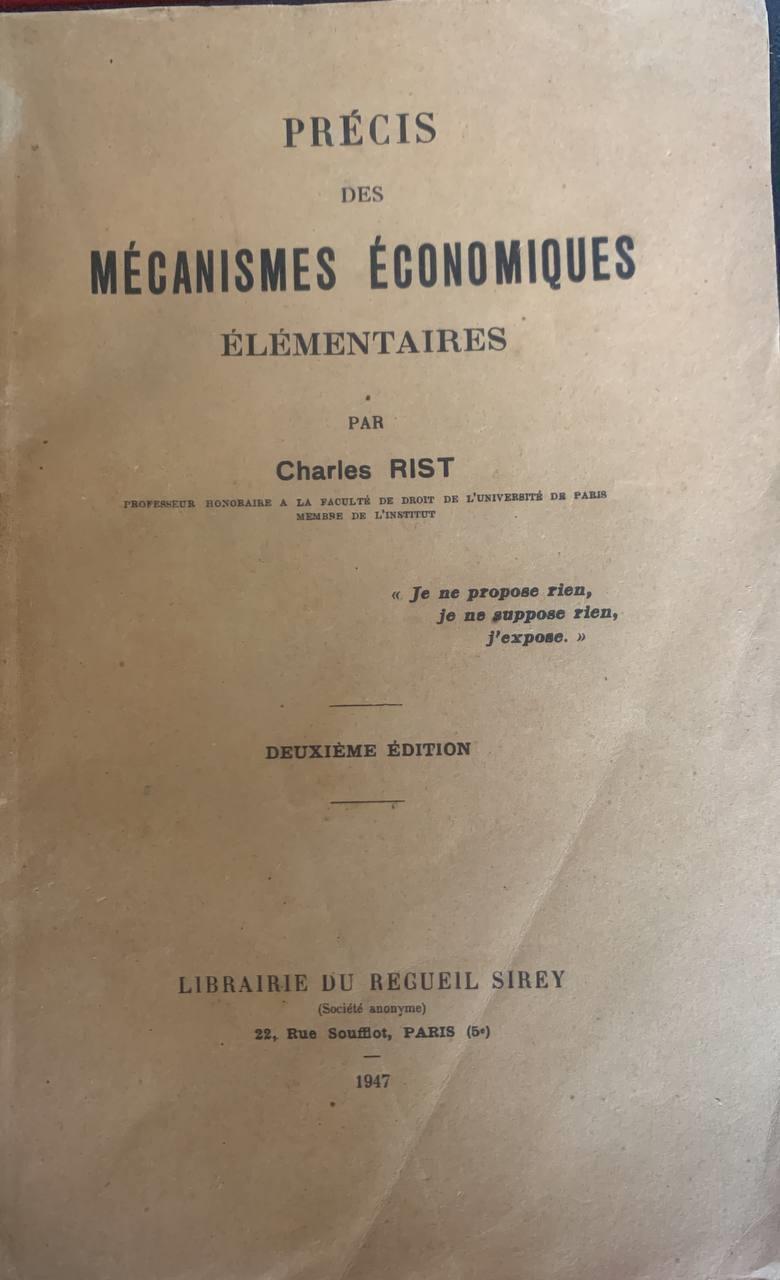 PRÉCIS
DES
MÉCANISMES ÉCONOMIQUES
ÉLÉMENTAIRES
PAR
Charles RIST
PROFESSEUR HONORAIRE A LA FACULTÉ DE DROIT DE L'UNIVERSITÉ DE PARIS
MEMBRE DE L'INSTITUT
« Je ne propose rien,
je ne suppose rien,
j'expose. »
DEUXIÈME ÉDITION
LIBRAIRIE DU RECUEIL SIREY
(Société anonyme)
22, Rue Soufflot, PARIS (5e)
1947